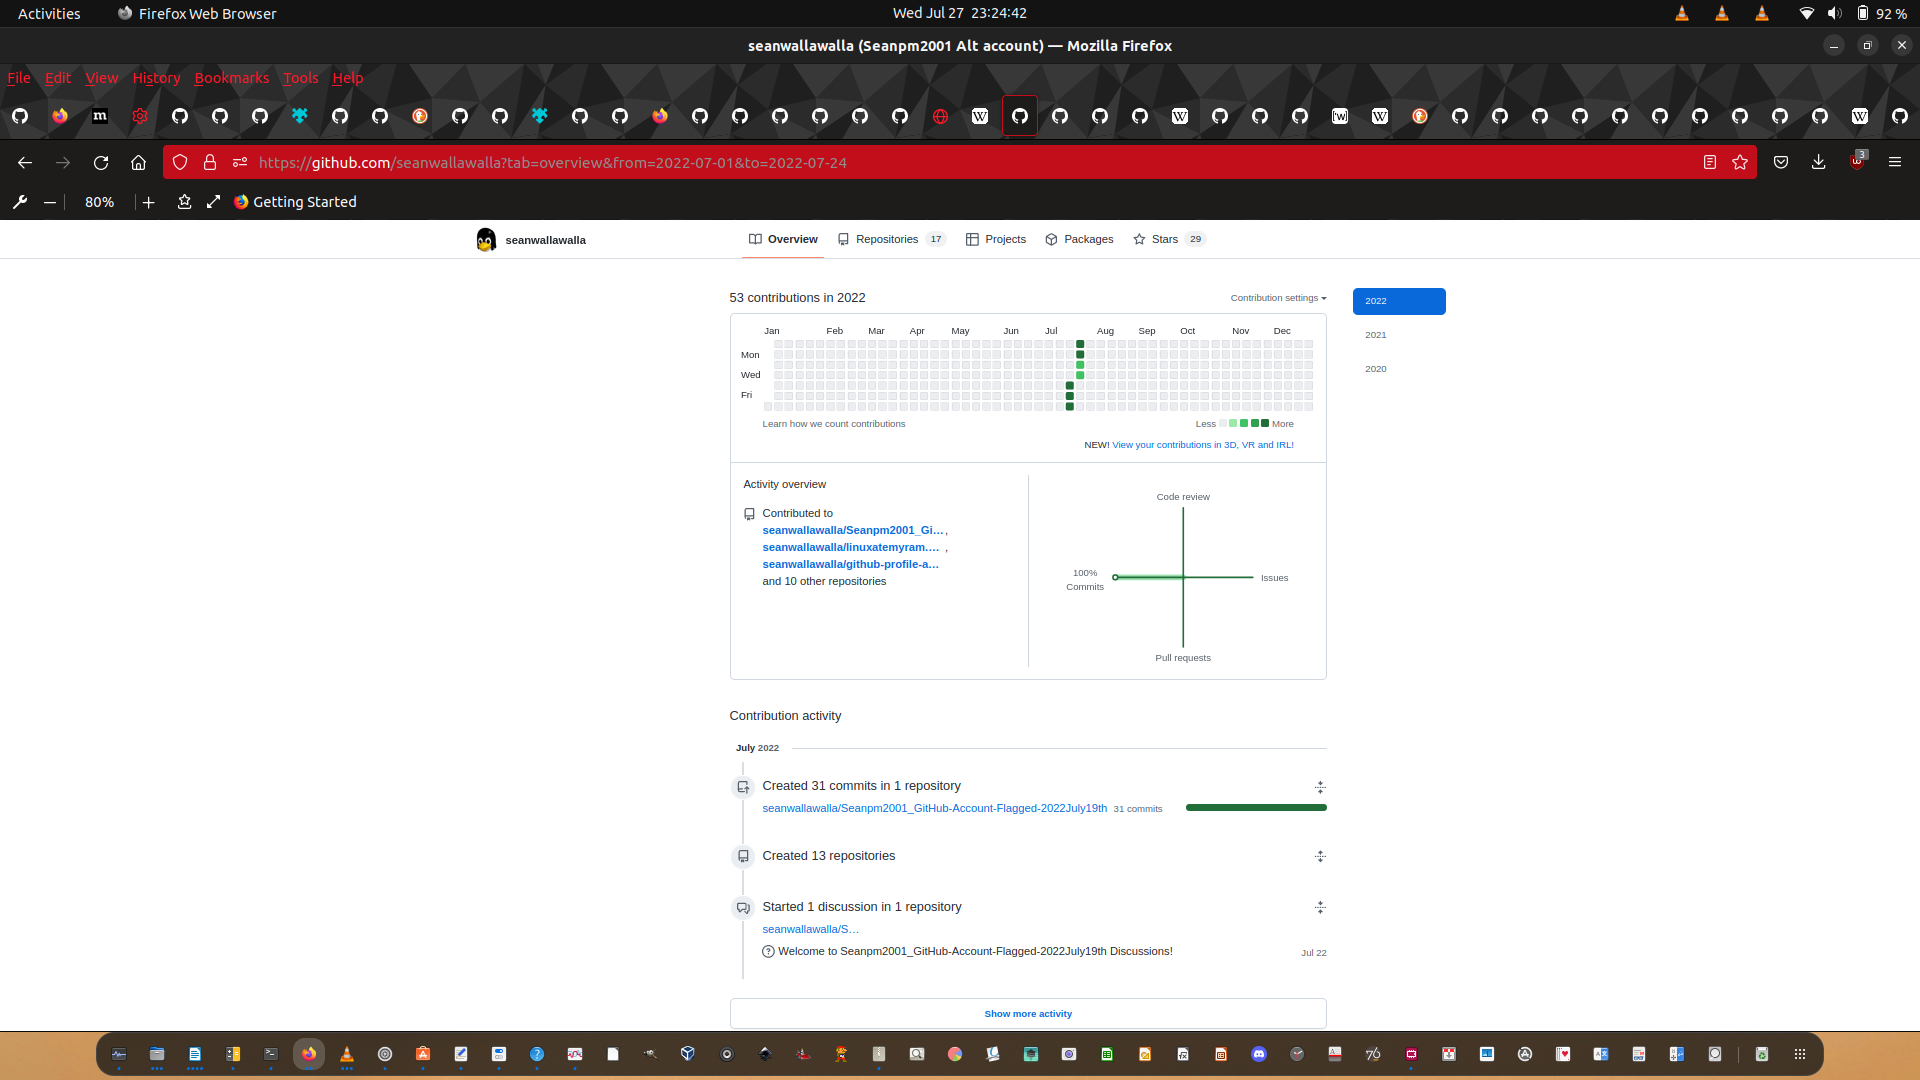 Activities Firefox Web Browser Wed Jul 27 23:24:42 92 %
seanwallawalla (Seanpm2001 Alt account) — Mozilla Firefox
File Edit View History Bookmarks Tools Help
https://github.com/seanwallawalla?tab=overview&from=2022-07-01&to=2022-07-24 3
80% Getting Started
seanwallawalla Overview Repositories 17 Projects Packages Stars 29
53 contributions in 2022 Contribution settings 2022
Jan Feb Mar Apr May Jun Jul Aug Sep Oct Nov Dec
2021
Mon
2020
Wed
Fri
Learn how we count contributions Less More
NEW! View your contributions in 3D, VR and IRL!
Activity overview
Code review
Contributed to
seanwallawalla/Seanpm2001_Gi… ,
seanwallawalla/linuxatemyram.… ,
seanwallawalla/github-profile-a…
and 10 other repositories
100%
Commits
Issues
Pull requests
Contribution activity
July 2022
Created 31 commits in 1 repository
seanwallawalla/Seanpm2001_GitHub-Account-Flagged-2022July19th 31 commits
Created 13 repositories
Started 1 discussion in 1 repository
seanwallawalla/S…
Welcome to Seanpm2001_GitHub-Account-Flagged-2022July19th Discussions! Jul 22
Show more activity